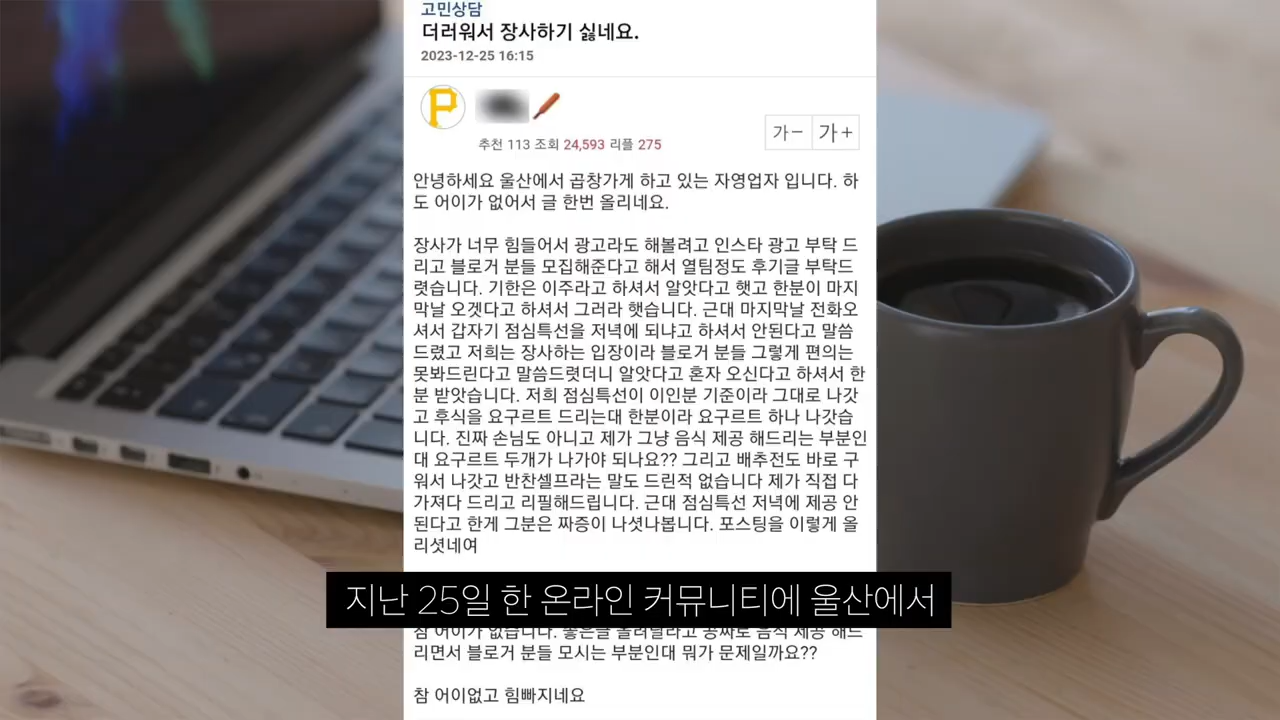 고민상담
더러워서 장사하기 싫네요.
2023-12-25 16:15
P
추천 113 조회 24,593 리플 275
가- 가+
안녕하세요 울산에서 곱창가게 하고 있는 자영업자 입니다. 하
도 어이가 없어서 글 한번 올리네요.
장사가 너무 힘들어서 광고라도 해볼려고 인스타 광고 부탁 드
리고 블로거 분들 모집해준다고 해서 열팀정도 후기글 부탁드
렷습니다. 기한은 이주라고 하셔서 알앗다고 햇고 한분이 마지
막날 오겟다고 하셔서 그러라 햇습니다. 근대 마지막날 전화오
셔서 갑자기 점심특선을 저녁에 되냐고 하셔서 안된다고 말씀
드렸고 저희는 장사하는 입장이라 블로거 분들 그렇게 편의는
못봐드린다고 말씀드렷더니 알앗다고 혼자 오신다고 하셔서 한
분 받앗습니다. 저희 점심특선이 이인분 기준이라 그대로 나갓
고 후식을 요구르트 드리는대 한분이라 요구르트 하나 나갓습
니다. 진짜 손님도 아니고 제가 그냥 음식 제공 해드리는 부분인
대 요구르트 두개가 나가야 되나요?? 그리고 배추전도 바로 구
워서 나갓고 반찬셀프라는 말도 드린적 없습니다 제가 직접 다
가져다 드리고 리필해드립니다. 근대 점심특선 저녁에 제공 안
된다고 한게 그분은 짜증이 나셧나봅니다. 포스팅을 이렇게 올
리셧네여
지난 25일 한 온라인 커뮤니티에 울산에서
참 어이가 없습니다. 좋은글 올려달라고 공짜로 음식 제공 해드
리면서 블로거 분들 모시는 부분인대 뭐가 문제일까요??
참 어이없고 힘빠지네요